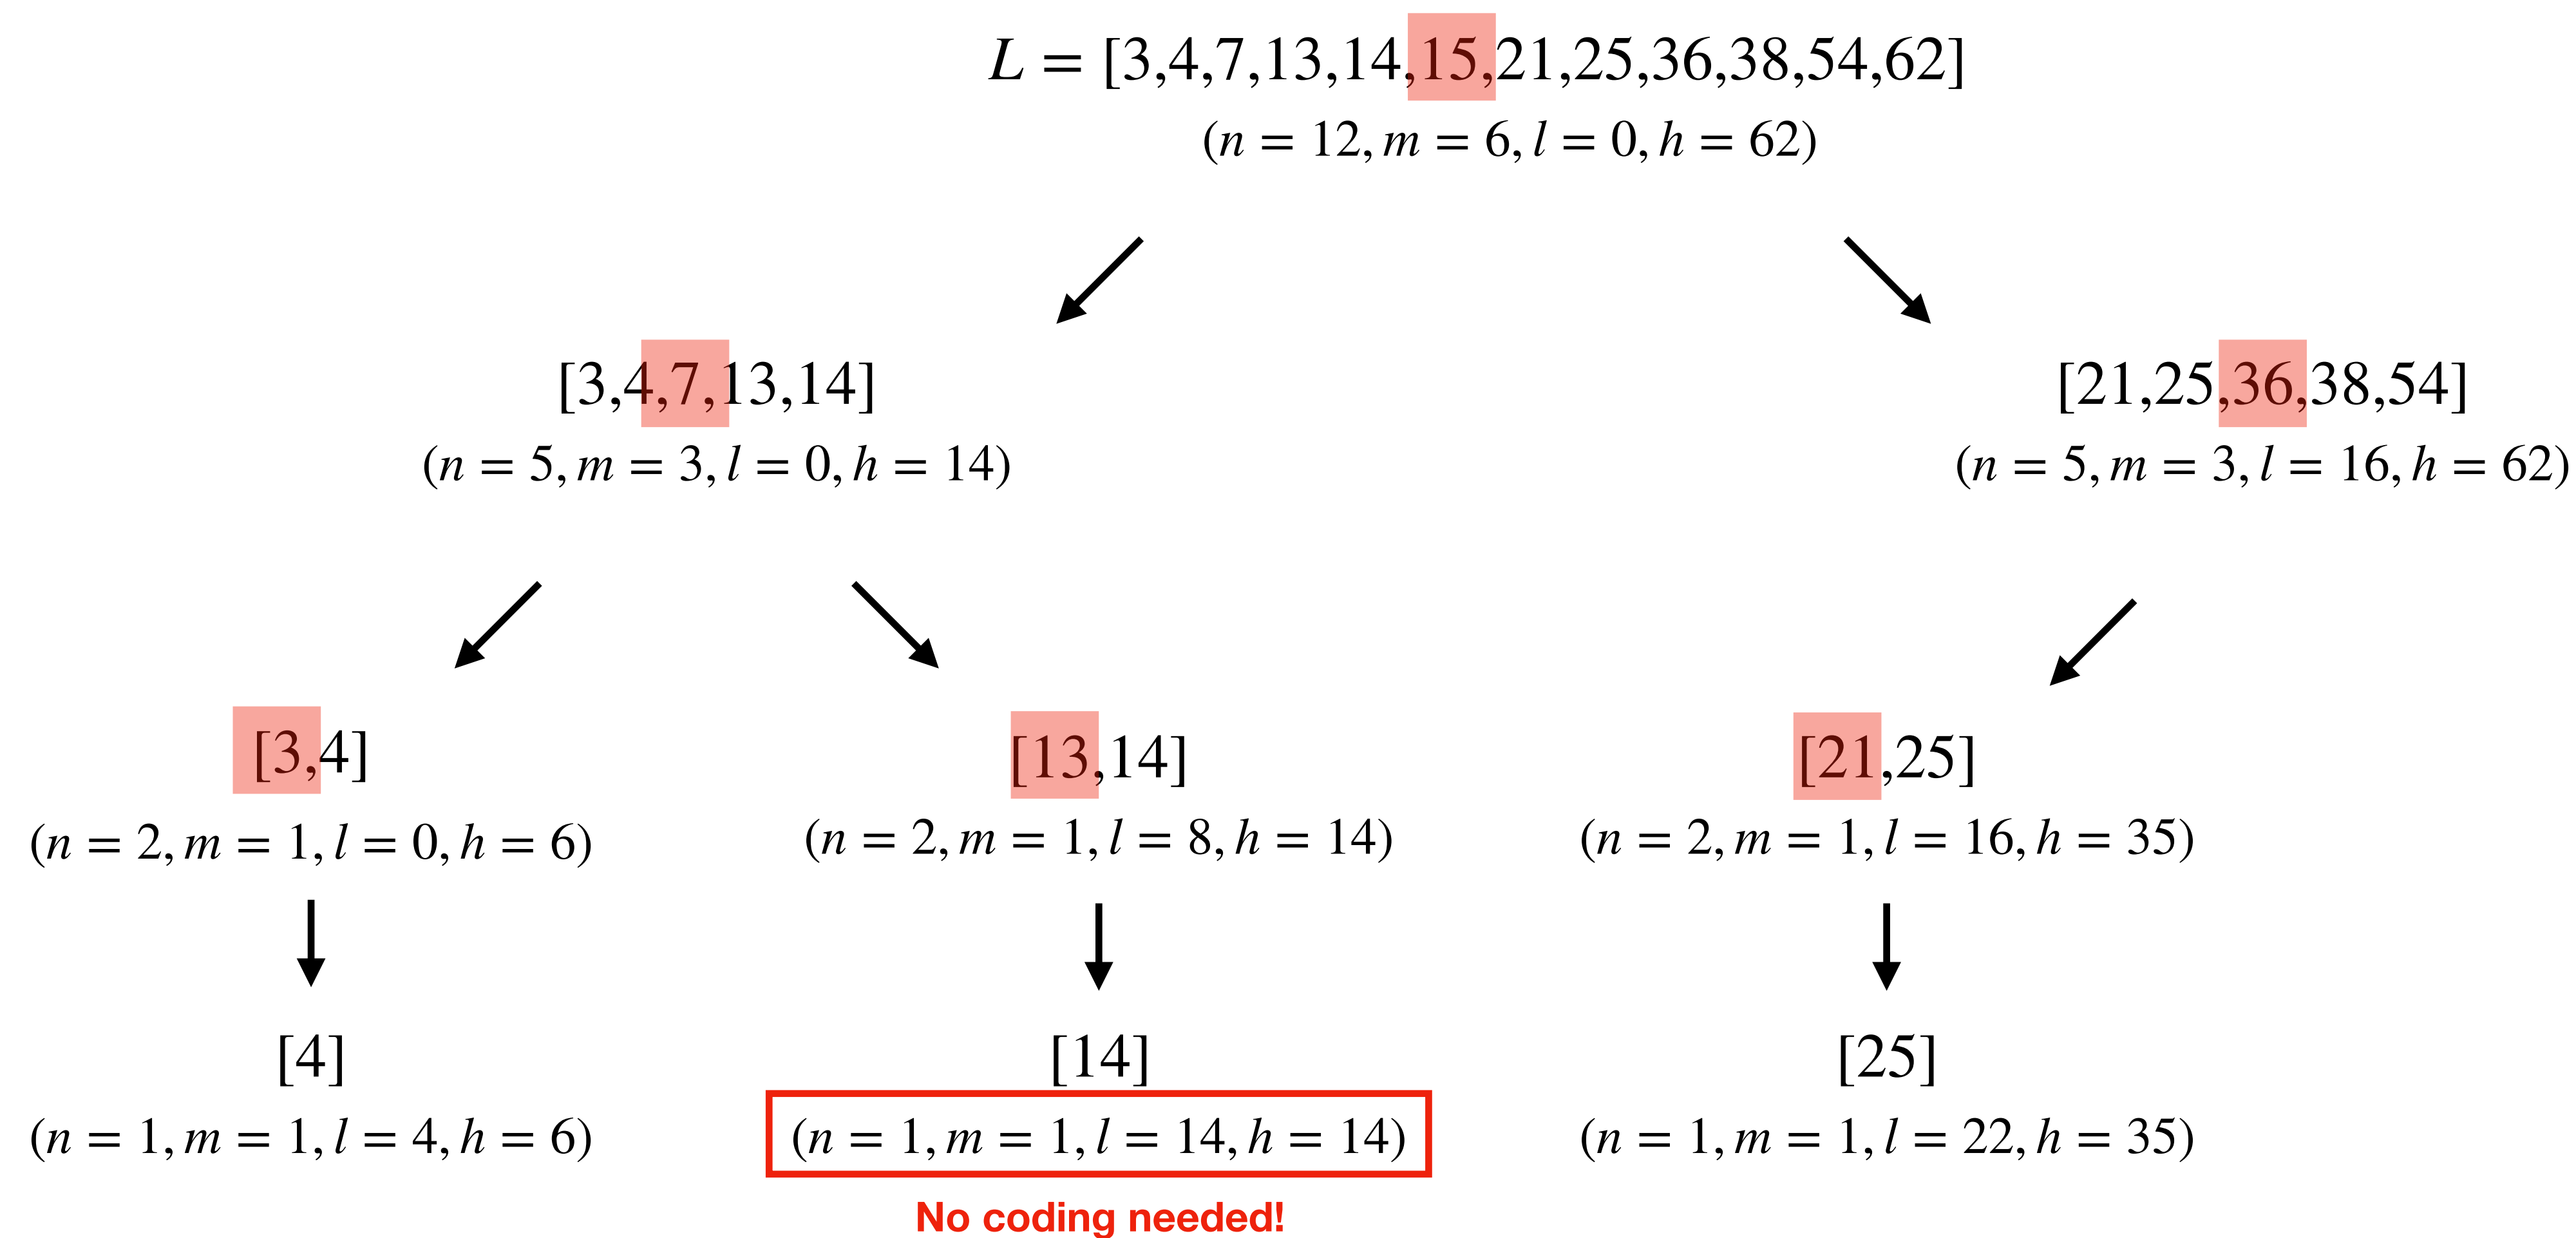 L = [3,4,7,13,14,15,21,25,36,38,54,62]
(n = 12, m = 6, l = 0, h = 62)
[3,4,7,13,14]
(n = 5, m = 3, l = 0, h = 14)
[21,25,36,38,54]
(n = 5, m = 3, l = 16, h = 62)
[3,4]
(n = 2, m = 1, l = 0, h = 6)
[13,14]
(n = 2, m = 1, l = 8, h = 14)
[21,25]
(n = 2, m = 1, l = 16, h = 35)
[4]
(n = 1, m = 1, l = 4, h = 6)
[14]
(n = 1, m = 1, l = 14, h = 14)
No coding needed!
[25]
(n = 1, m = 1, l = 22, h = 35)